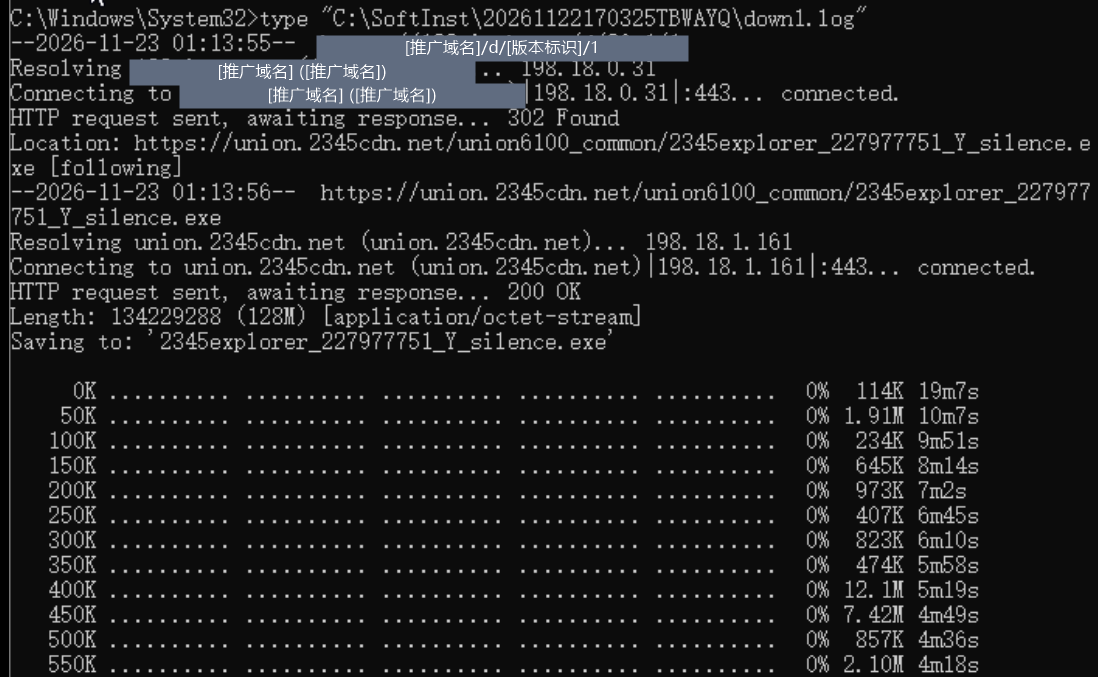 C:\Windows\System32>type "C:\SoftInst\20261122170325TBWAYQ\down1.log"
--2026-11-23 01:13:55-- [推广域名]/d/[版本标识]/1
Resolving [推广域名] ([推广域名]) .. 198.18.0.31
Connecting to [推广域名] ([推广域名]) |198.18.0.31|:443... connected.
HTTP request sent, awaiting response... 302 Found
Location: https://union.2345cdn.net/union6100_common/2345explorer_227977751_Y_silence.e
xe [following]
--2026-11-23 01:13:56--  https://union.2345cdn.net/union6100_common/2345explorer_227977
751_Y_silence.exe
Resolving union.2345cdn.net (union.2345cdn.net)... 198.18.1.161
Connecting to union.2345cdn.net (union.2345cdn.net)|198.18.1.161|:443... connected.
HTTP request sent, awaiting response... 200 OK
Length: 134229288 (128M) [application/octet-stream]
Saving to: '2345explorer_227977751_Y_silence.exe'
0K .......... .......... .......... .......... .......... 0% 114K 19m7s
50K .......... .......... .......... .......... .......... 0% 1.91M 10m7s
100K .......... .......... .......... .......... .......... 0% 234K 9m51s
150K .......... .......... .......... .......... .......... 0% 645K 8m14s
200K .......... .......... .......... .......... .......... 0% 973K 7m2s
250K .......... .......... .......... .......... .......... 0% 407K 6m45s
300K .......... .......... .......... .......... .......... 0% 823K 6m10s
350K .......... .......... .......... .......... .......... 0% 474K 5m58s
400K .......... .......... .......... .......... .......... 0% 12.1M 5m19s
450K .......... .......... .......... .......... .......... 0% 7.42M 4m49s
500K .......... .......... .......... .......... .......... 0% 857K 4m36s
550K .......... .......... .......... .......... .......... 0% 2.10M 4m18s